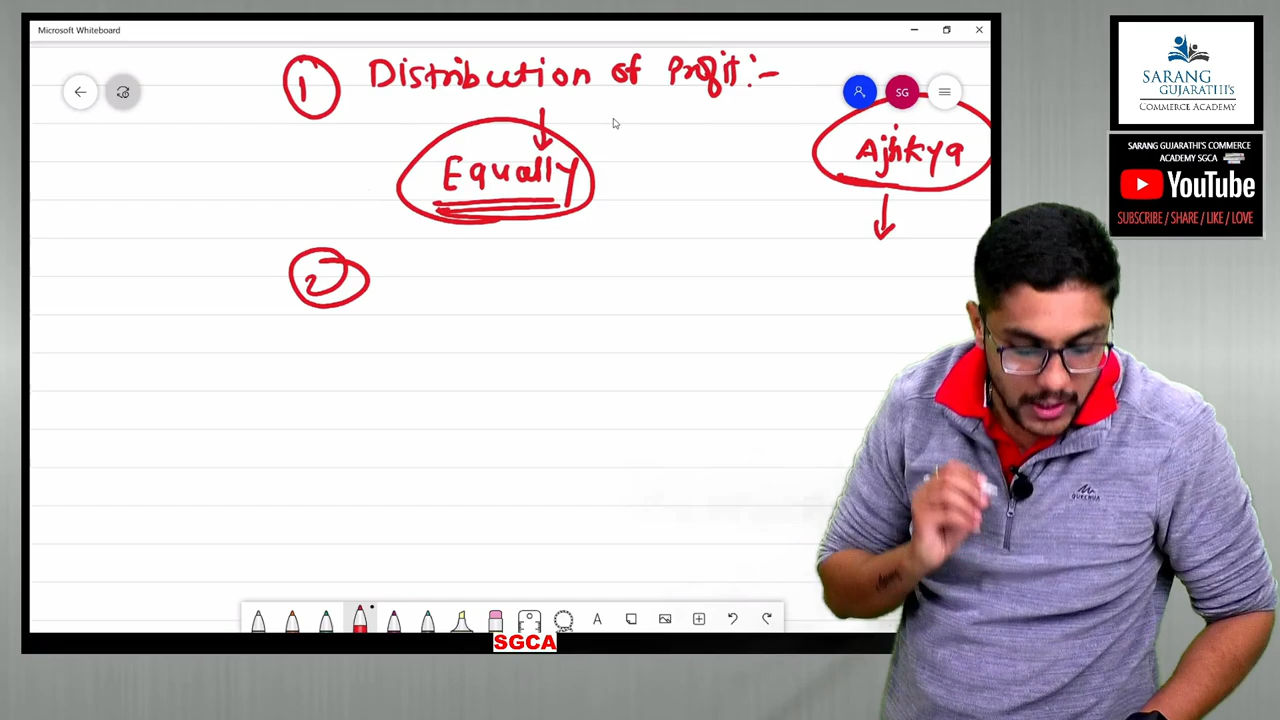 Microsoft Whiteboard
1 Distribution of Profit :-
SG
Equally
Ajinkya
2
SARANG
GUJARATHI'S
COMMERCE ACADEMY
SARANG GUJARATHI'S COMMERCE
ACADEMY SGCA
YouTube
SUBSCRIBE / SHARE / LIKE / LOVE
A
SGCA